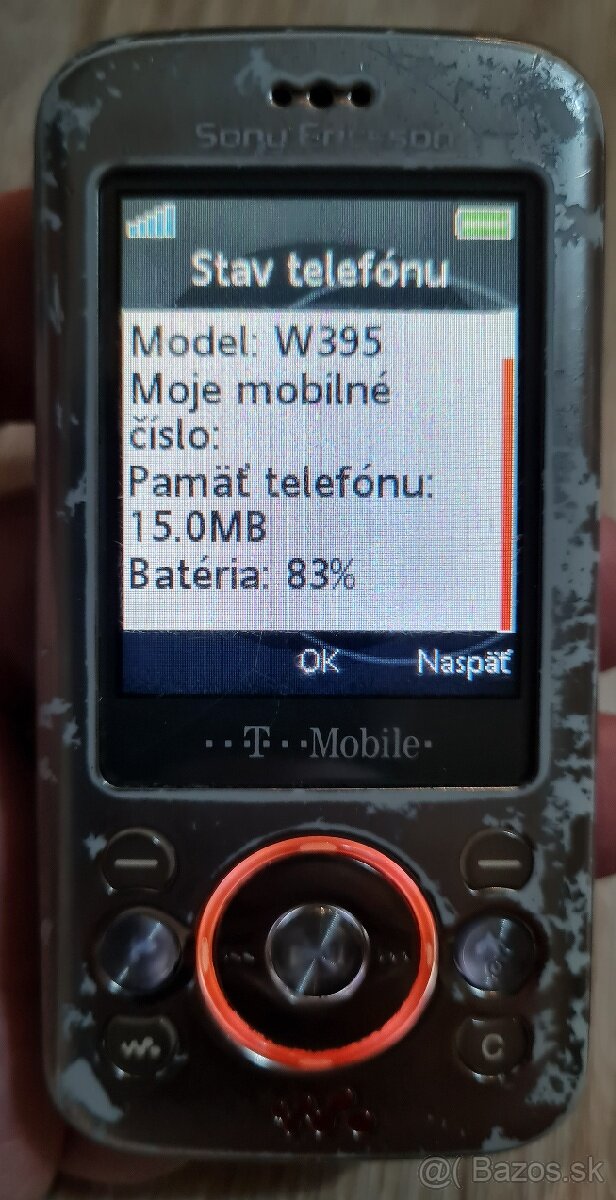 Sony Ericsson
Stav telefónu
Model: W395
Moje mobilné
číslo:
Pamäť telefónu:
15.0MB
Batéria: 83%
OK
Naspäť
··T··Mobile·
C
@( Bazos.sk